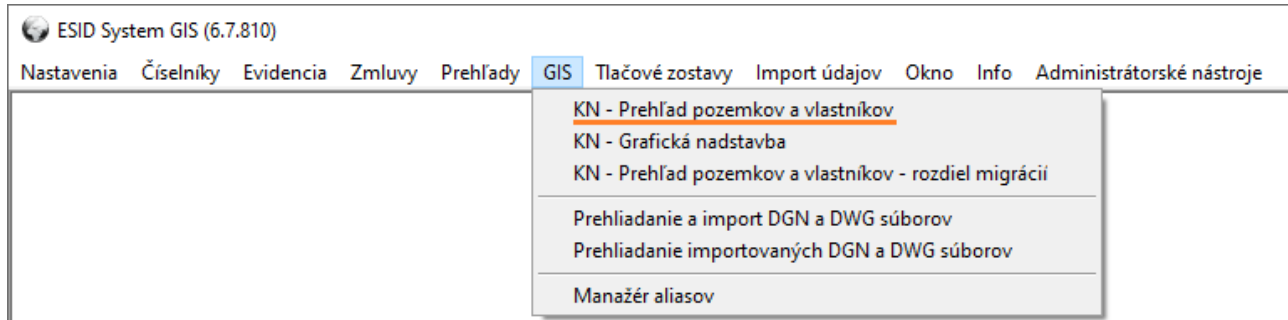 ESID System GIS (6.7.810)
Nastavenia Číselníky Evidencia Zmluvy Prehľady GIS Tlačové zostavy Import údajov Okno Info Administrátorské nástroje
KN - Prehľad pozemkov a vlastníkov
KN - Grafická nadstavba
KN - Prehľad pozemkov a vlastníkov - rozdiel migrácií
Prehliadanie a import DGN a DWG súborov
Prehliadanie importovaných DGN a DWG súborov
Manažér aliasov